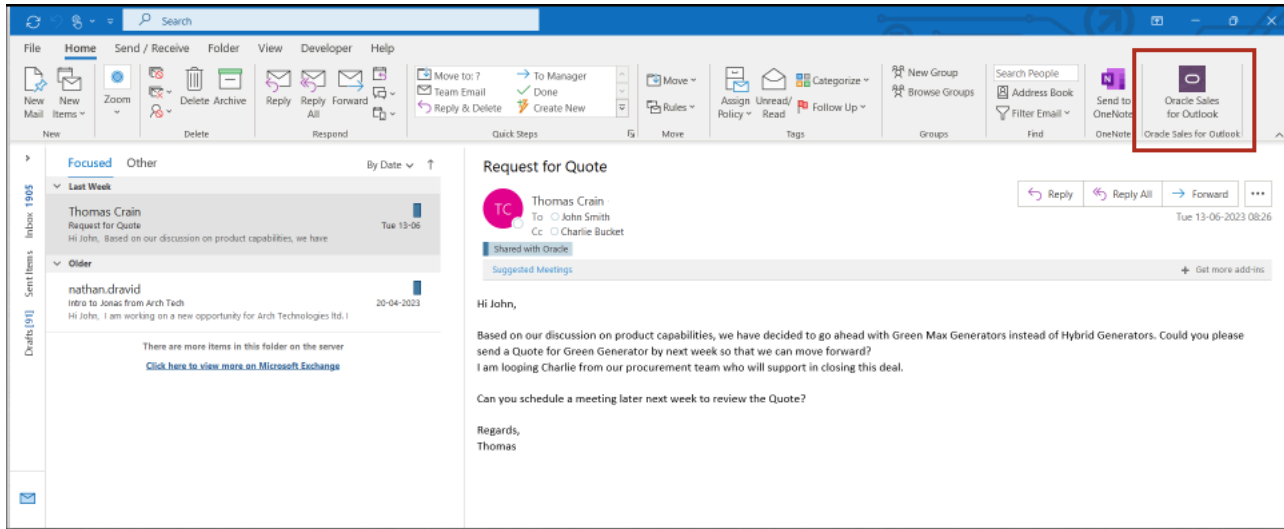 Search
File Home Send / Receive Folder View Developer Help
New Mail
New Items
Zoom
Delete Archive
Reply Reply All Forward
Move to: ? To Manager
Team Email Done
Reply & Delete Create New
Move
Rules
Assign Policy Unread/ Read
Categorize
Follow Up
New Group
Browse Groups
Search People
Address Book
Filter Email
Send to OneNote
Oracle Sales for Outlook
New Delete Respond Quick Steps Move Tags Groups Find OneNote Oracle Sales for Outlook
Inbox 1905
Sent Items
Drafts [91]
Focused Other By Date
Last Week
Thomas Crain
Request for Quote Tue 13-06
Hi John, Based on our discussion on product capabilities, we have
Older
nathan.dravid
Intro to Jonas from Arch Tech 20-04-2023
Hi John, I am working on a new opportunity for Arch Technologies ltd. I
There are more items in this folder on the server
Click here to view more on Microsoft Exchange
Request for Quote
TC
Thomas Crain
To John Smith
Cc Charlie Bucket
Reply Reply All Forward
Tue 13-06-2023 08:26
Shared with Oracle
Suggested Meetings + Get more add-ins
Hi John,
Based on our discussion on product capabilities, we have decided to go ahead with Green Max Generators instead of Hybrid Generators. Could you please
send a Quote for Green Generator by next week so that we can move forward?
I am looping Charlie from our procurement team who will support in closing this deal.
Can you schedule a meeting later next week to review the Quote?
Regards,
Thomas